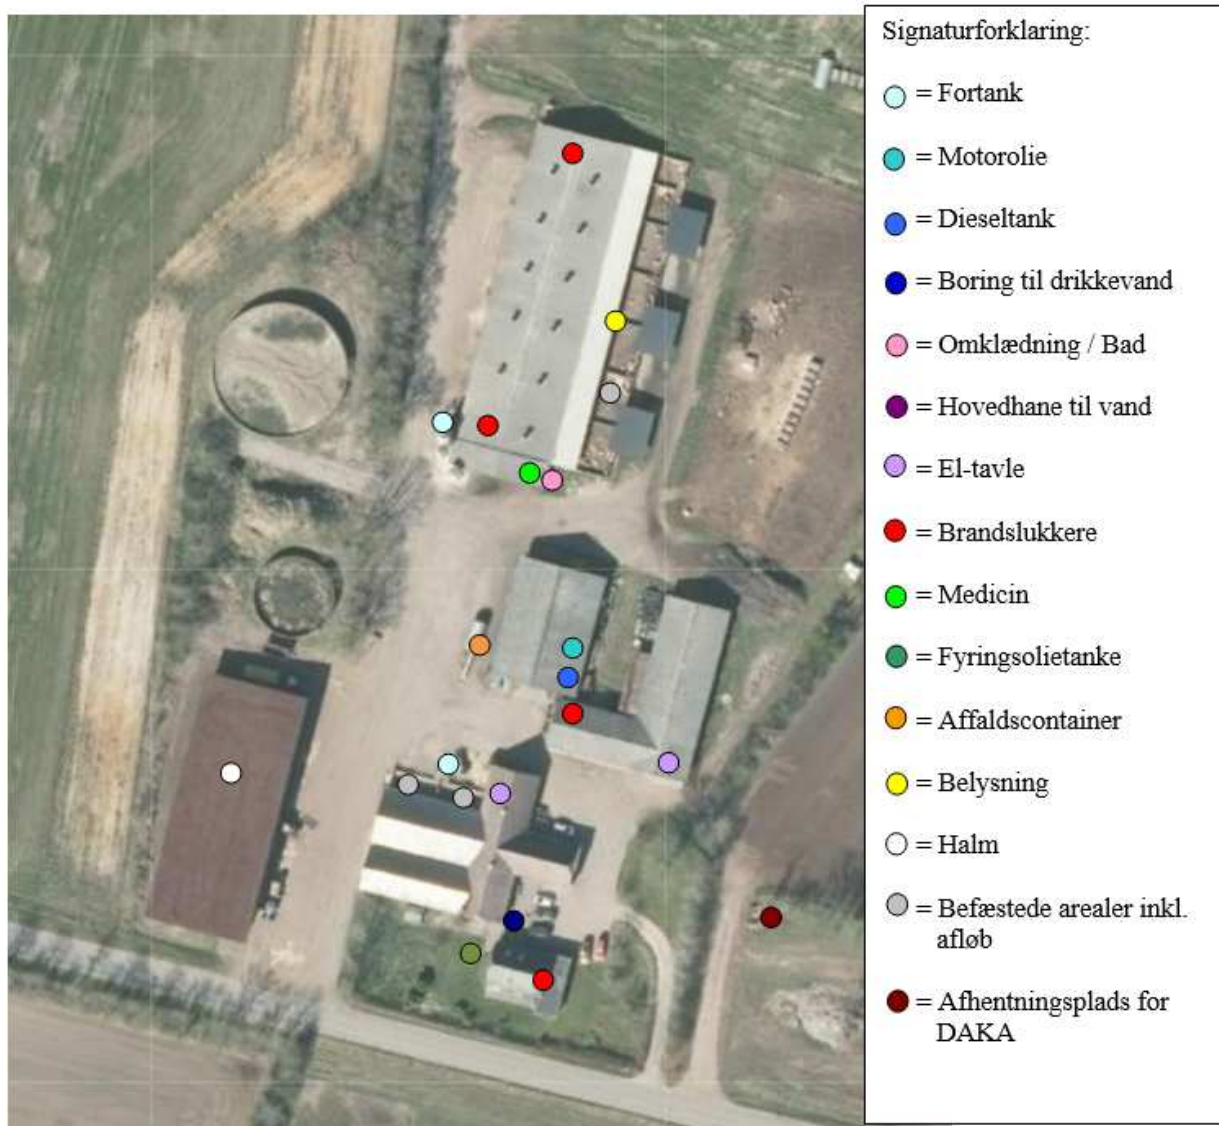 Signaturforklaring:
= Fortank
= Motorolie
= Dieseltank
= Boring til drikkevand
= Omklædning / Bad
= Hovedhane til vand
= El-tavle
= Brandslukkere
= Medicin
= Fyringsolietanke
= Affaldscontainer
= Belysning
= Halm
= Befæstede arealer inkl.
afløb
= Afhentningsplads for
DAKA